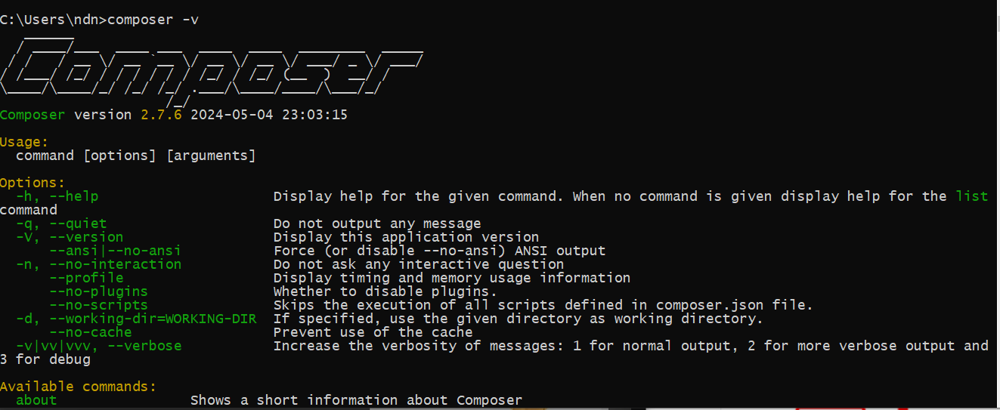 C:\Users\ndn>composer -v
   ______
  / ____/___  ____ ___  ____  ____  ________  _____
 / /   / __ \/ __ `__ \/ __ \/ __ \/ ___/ _ \/ ___/
/ /___/ /_/ / / / / / / /_/ / /_/ (__  )  __/ /
\____/\____/_/ /_/ /_/ .___/\____/____/\___/_/
                    /_/
Composer version 2.7.6 2024-05-04 23:03:15
Usage:
  command [options] [arguments]
Options:
  -h, --help                     Display help for the given command. When no command is given display help for the list
command
  -q, --quiet                    Do not output any message
  -V, --version                  Display this application version
      --ansi|--no-ansi           Force (or disable --no-ansi) ANSI output
  -n, --no-interaction           Do not ask any interactive question
      --profile                  Display timing and memory usage information
      --no-plugins               Whether to disable plugins.
      --no-scripts               Skips the execution of all scripts defined in composer.json file.
  -d, --working-dir=WORKING-DIR  If specified, use the given directory as working directory.
      --no-cache                 Prevent use of the cache
  -v|vv|vvv, --verbose           Increase the verbosity of messages: 1 for normal output, 2 for more verbose output and
3 for debug
Available commands:
  about                Shows a short information about Composer